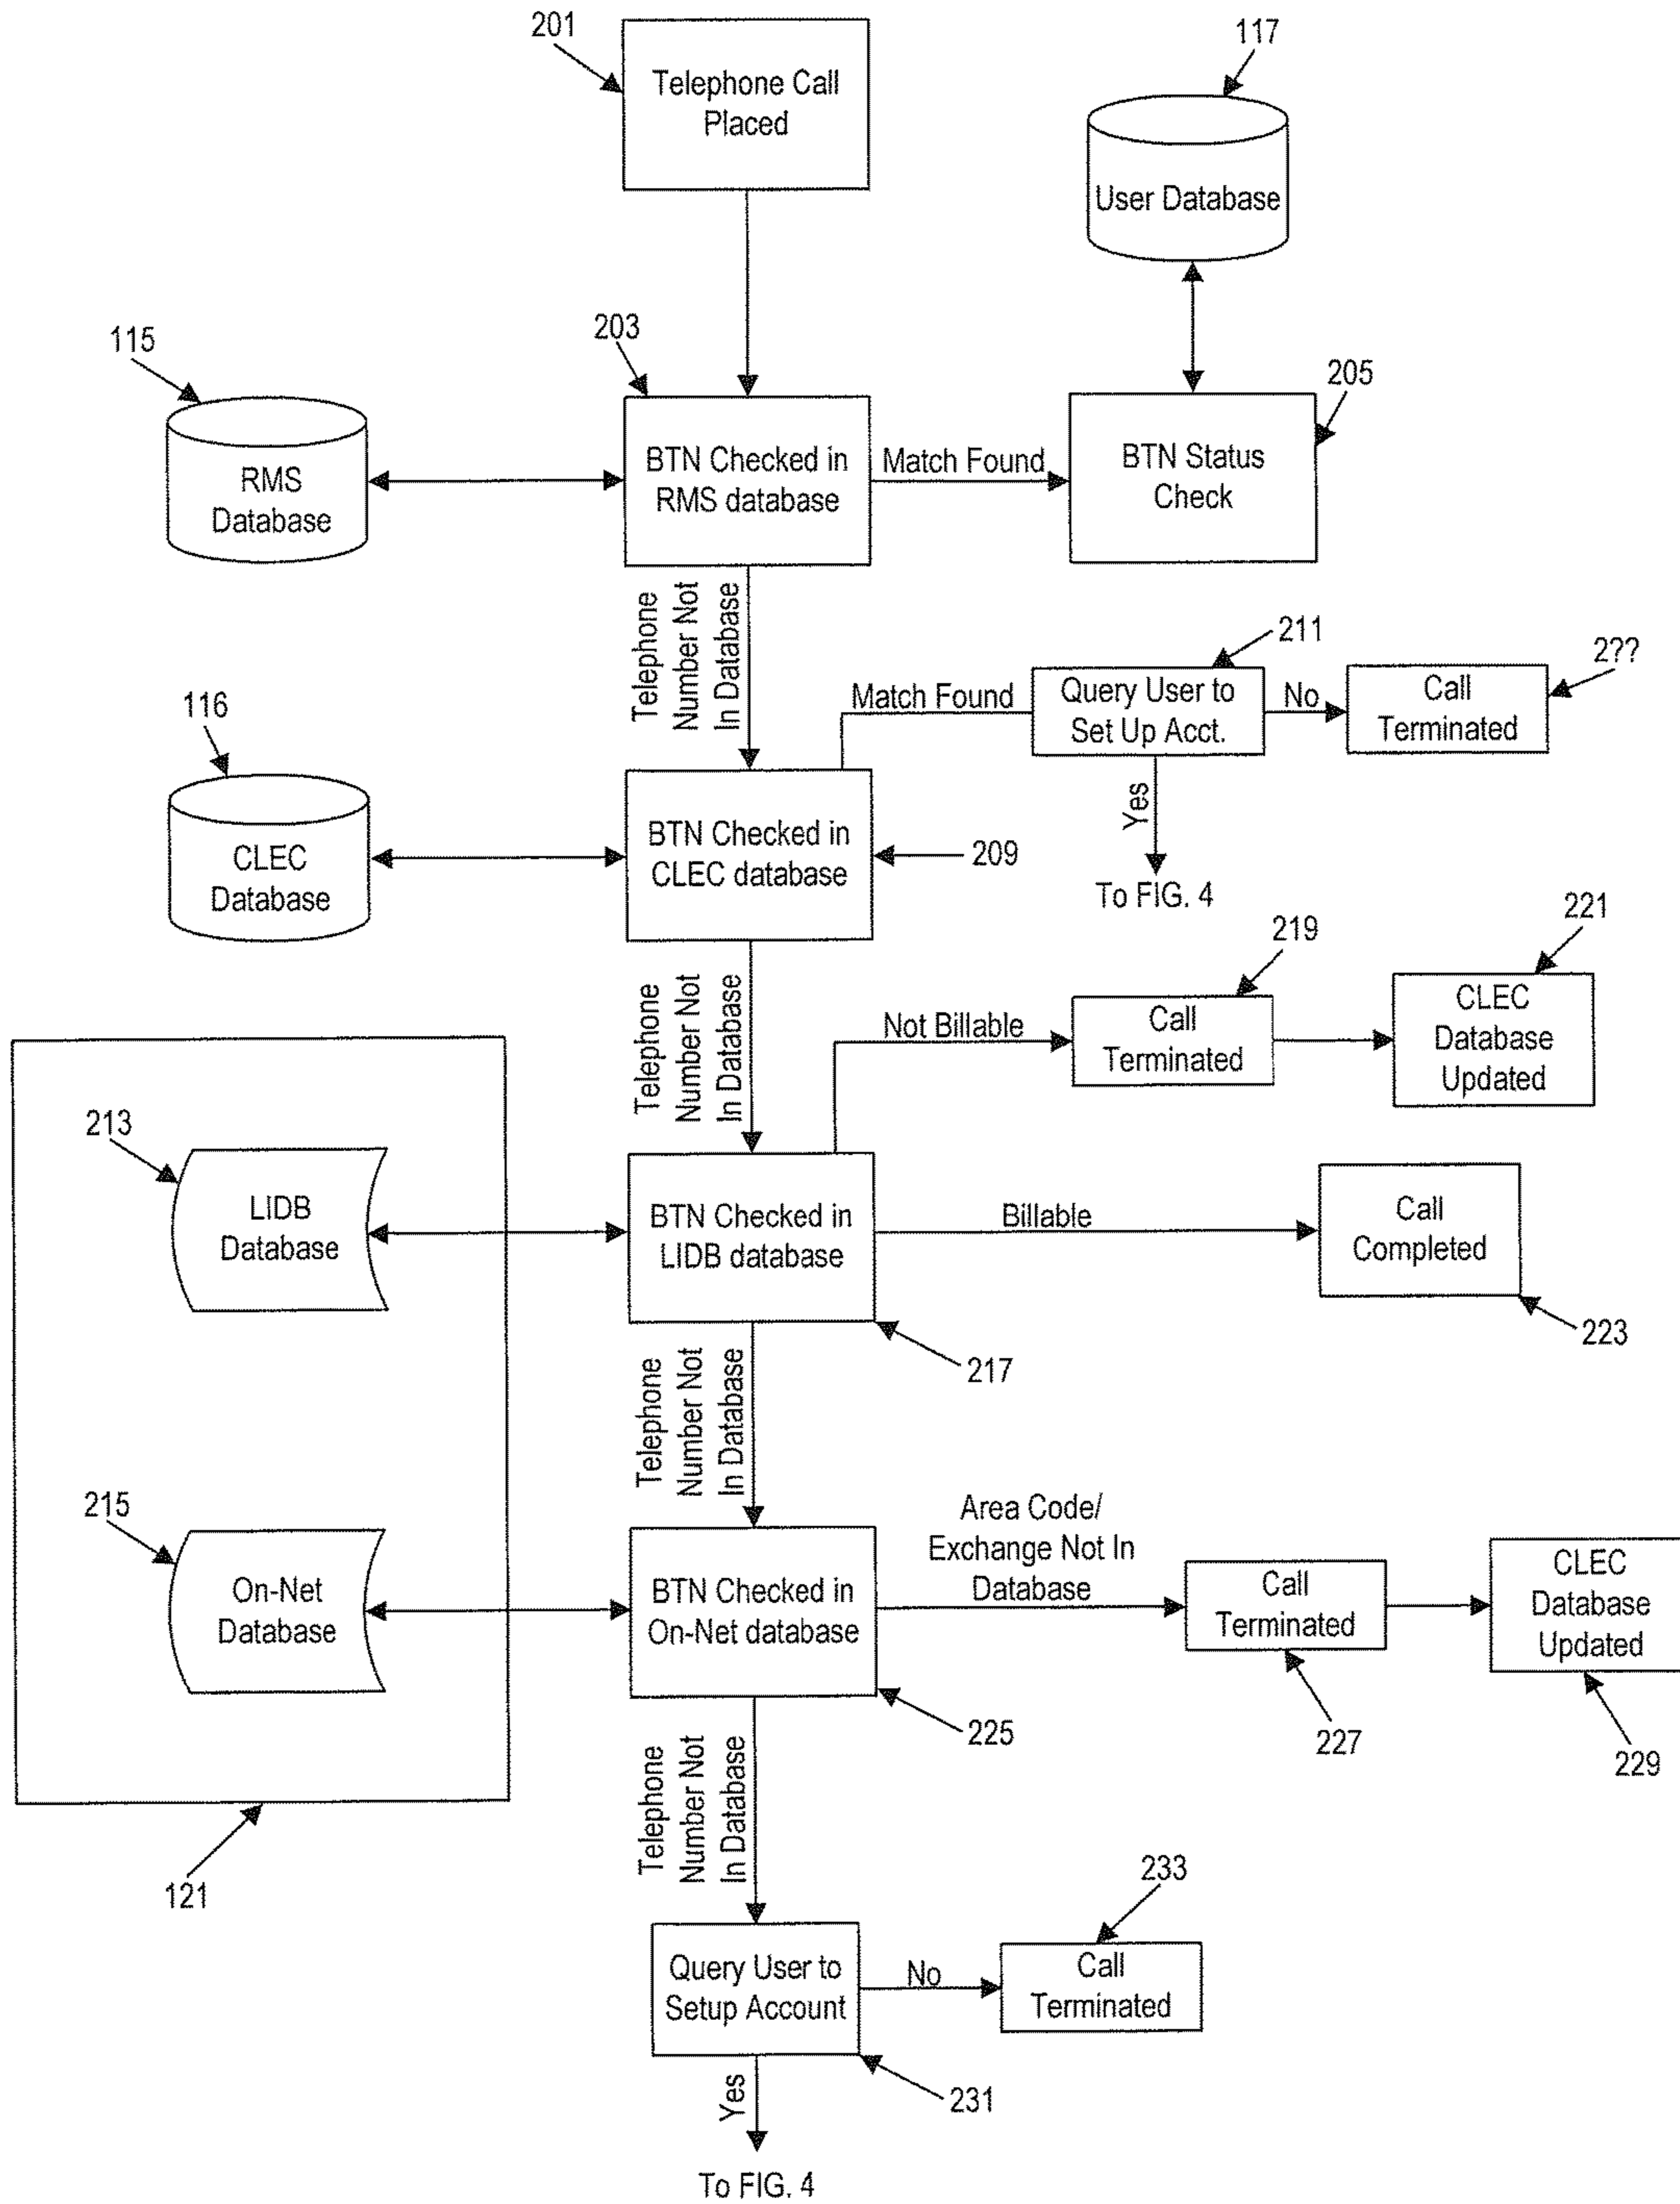 201
Telephone Call
Placed
117
User Database
115
RMS
Database
203
BTN Checked in
RMS database
Match Found
205
BTN Status
Check
Telephone
Number Not
In Database
116
CLEC
Database
BTN Checked in
CLEC database
209
Match Found
211
Query User to
Set Up Acct.
No
2??
Call
Terminated
Yes
To FIG. 4
Telephone
Number Not
In Database
Not Billable
219
Call
Terminated
221
CLEC
Database
Updated
213
LIDB
Database
BTN Checked in
LIDB database
217
Billable
Call
Completed
223
Telephone
Number Not
In Database
215
On-Net
Database
BTN Checked in
On-Net database
225
Area Code/
Exchange Not In
Database
Call
Terminated
227
CLEC
Database
Updated
229
121
Telephone
Number Not
In Database
Query User to
Setup Account
231
No
233
Call
Terminated
Yes
To FIG. 4